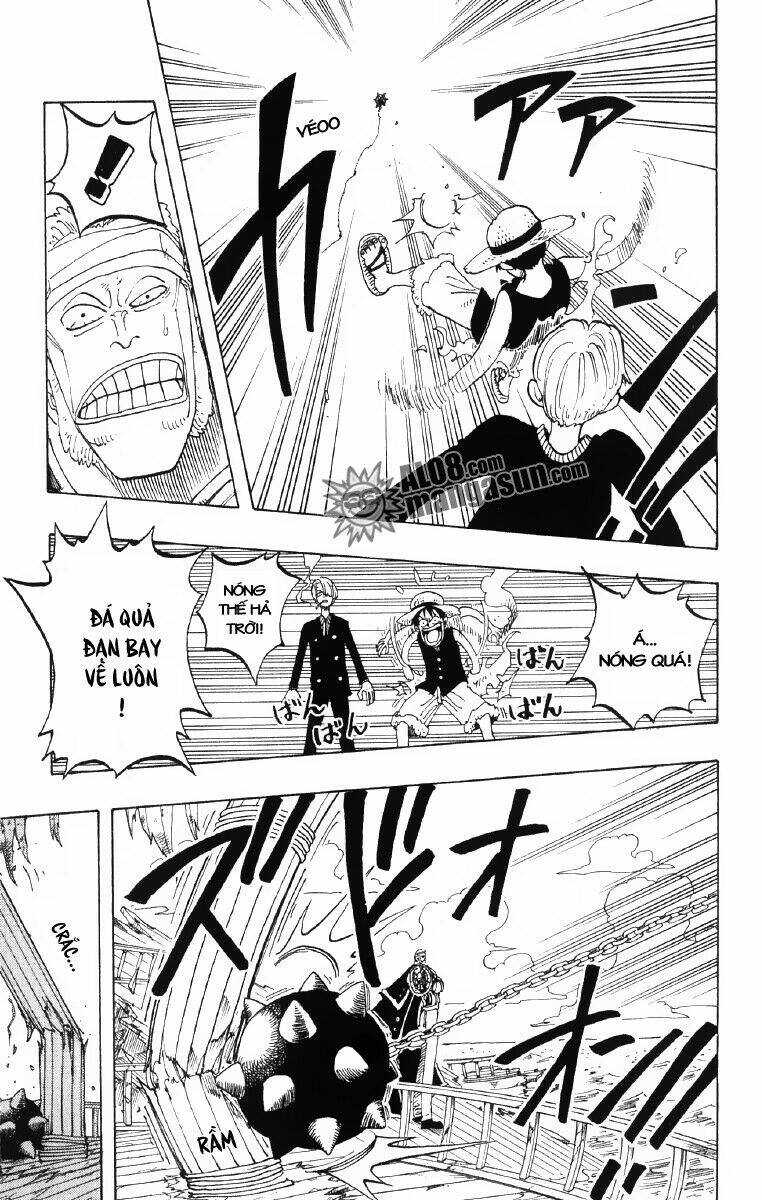 アア
VÉOO
カ
!!
AL08.com
mangasun.com
Á...
NÓNG QUÁ!
NÓNG
THẾ HẢ
TRỜI!
ばん
ばん
ばん
ばん
ĐÁ QUẢ
ĐẠN BAY
VỀ LUÔN
!
ズドオオン!!
RẦM
CRẮC...